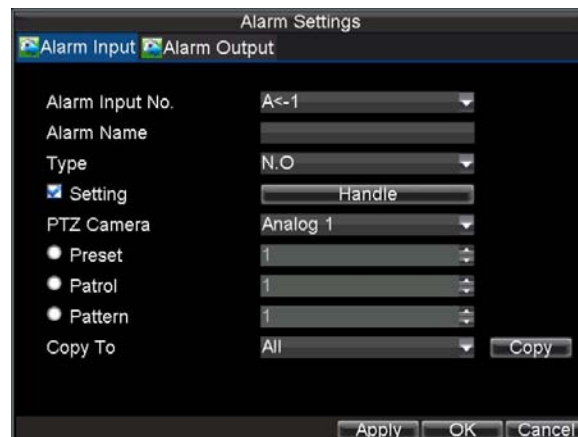 Alarm Settings
Alarm Input Alarm Output
Alarm Input No. A<-1
Alarm Name
Type N.O
Setting Handle
PTZ Camera Analog 1
Preset 1
Patrol 1
Pattern 1
Copy To All Copy
Apply OK Cancel